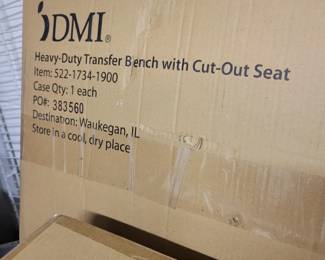 DMI®
Heavy-Duty Transfer Bench with Cut-Out Seat
Item: 522-1734-1900
Case Qty: 1 each
PO#: 383560
Destination: Waukegan, IL
Store in a cool, dry place